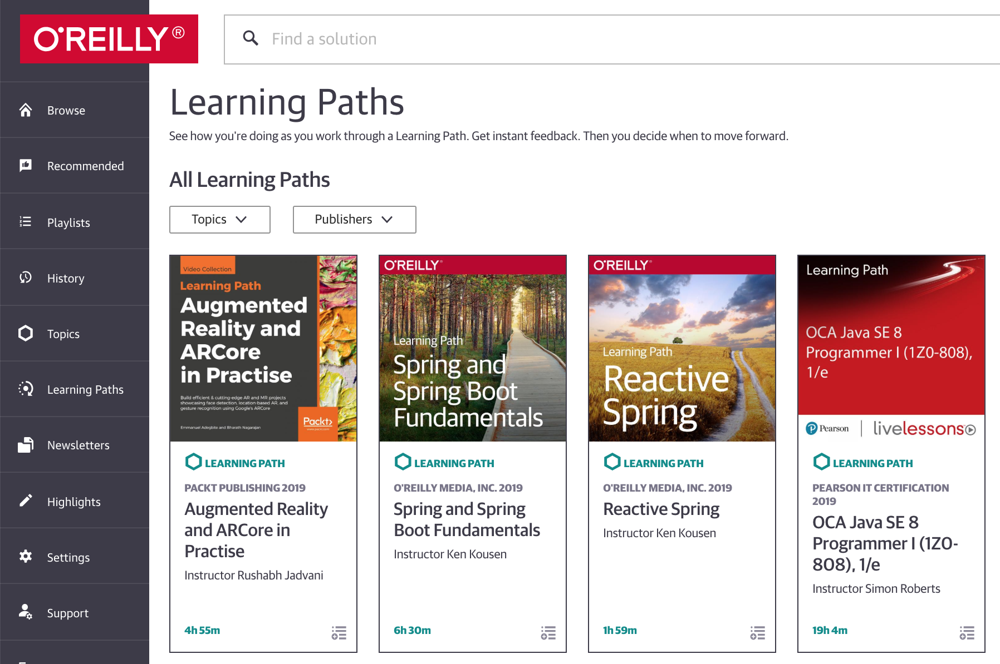 O'REILLY®
Find a solution
Browse
Recommended
Playlists
History
Topics
Learning Paths
Newsletters
Highlights
Settings
Support
Learning Paths
See how you're doing as you work through a Learning Path. Get instant feedback. Then you decide when to move forward.
All Learning Paths
Topics
Publishers
Video Collection
Learning Path
Augmented
Reality and
ARCore
in Practise
Build efficient & cutting-edge AR and MR projects
showcasing face detection, location-based AR, and
gesture recognition using Google's ARCore
Emmanuel Adegbite and Bharath Nagarajan
Packt>
www.packt.com
LEARNING PATH
PACKT PUBLISHING 2019
Augmented Reality
and ARCore in
Practise
Instructor Rushabh Jadvani
4h 55m
O'REILLY®
Learning Path
Spring and
Spring Boot
Fundamentals
LEARNING PATH
O'REILLY MEDIA, INC. 2019
Spring and Spring
Boot Fundamentals
Instructor Ken Kousen
6h 30m
O'REILLY®
Learning Path
Reactive
Spring
LEARNING PATH
O'REILLY MEDIA, INC. 2019
Reactive Spring
Instructor Ken Kousen
1h 59m
Learning Path
OCA Java SE 8
Programmer I (1Z0-808),
1/e
Pearson
livelessons
LEARNING PATH
PEARSON IT CERTIFICATION
2019
OCA Java SE 8
Programmer I (1Z0-
808), 1/e
Instructor Simon Roberts
19h 4m